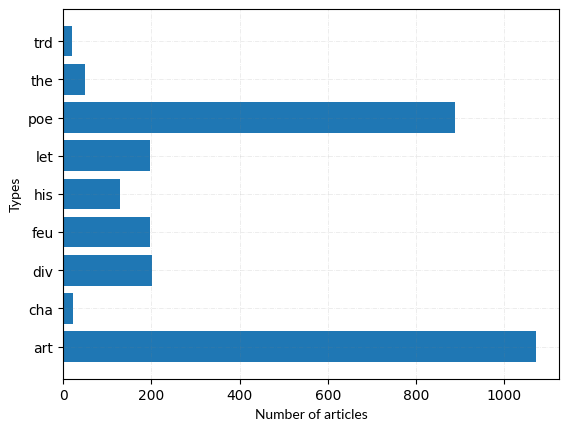 trd
the
poe
let
his
feu
div
cha
art
Types
0 200 400 600 800 1000
Number of articles